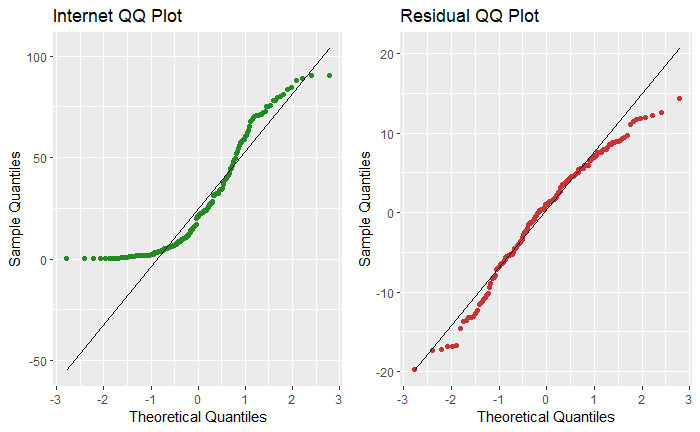 Internet QQ Plot
Residual QQ Plot
100
50
0
-50
20
10
0
-10
-20
-3 -2 -1 0 1 2 3
-3 -2 -1 0 1 2 3
Sample Quantiles
Sample Quantiles
Theoretical Quantiles
Theoretical Quantiles